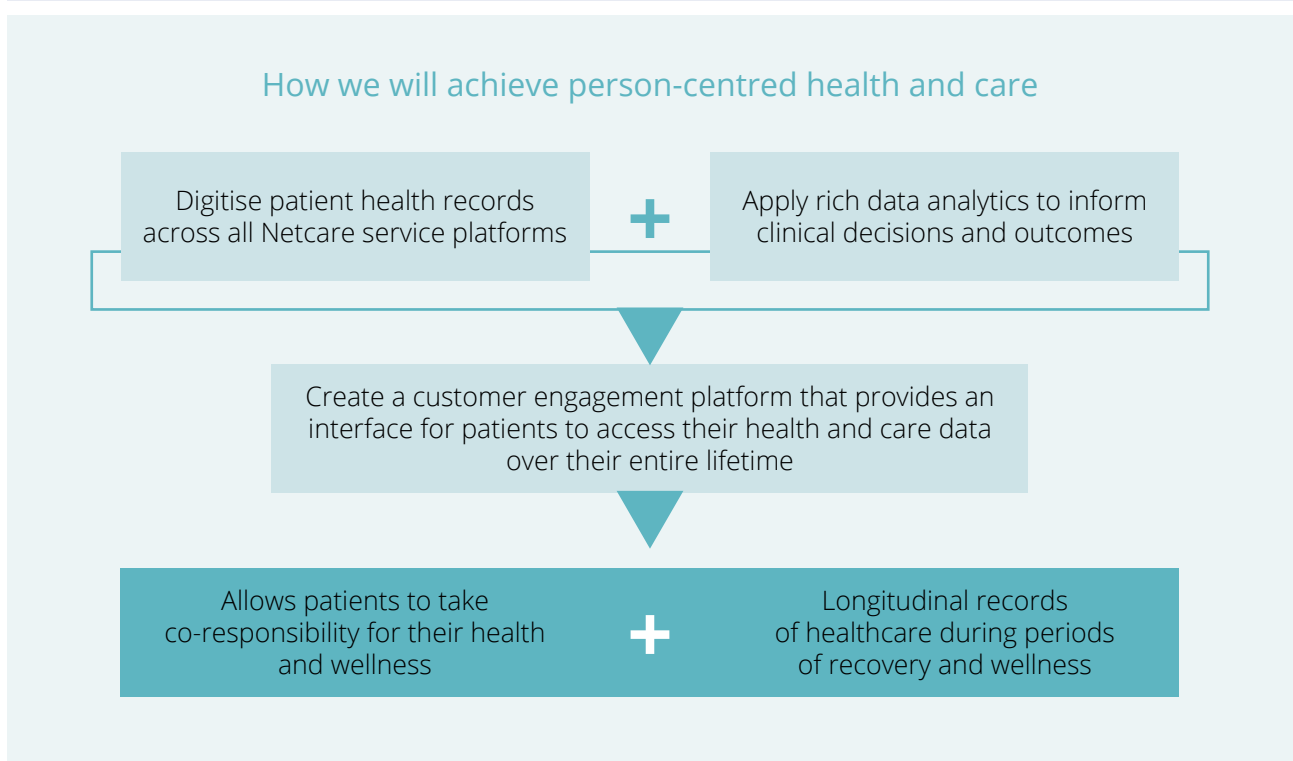 How we will achieve person-centred health and care
Digitise patient health records
across all Netcare service platforms
+
Apply rich data analytics to inform
clinical decisions and outcomes
Create a customer engagement platform that provides an
interface for patients to access their health and care data
over their entire lifetime
Allows patients to take
co-responsibility for their health
and wellness
+
Longitudinal records
of healthcare during periods
of recovery and wellness